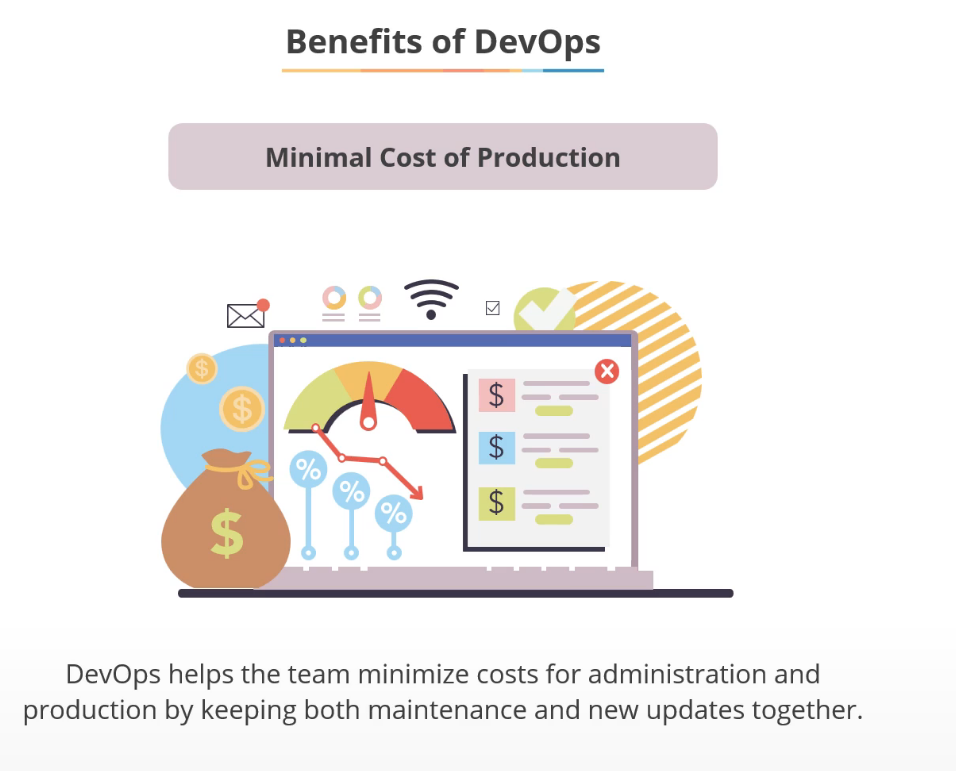 Benefits of DevOps
Minimal Cost of Production
$
$
$
%
$
%
$
%
$
DevOps helps the team minimize costs for administration and
production by keeping both maintenance and new updates together.